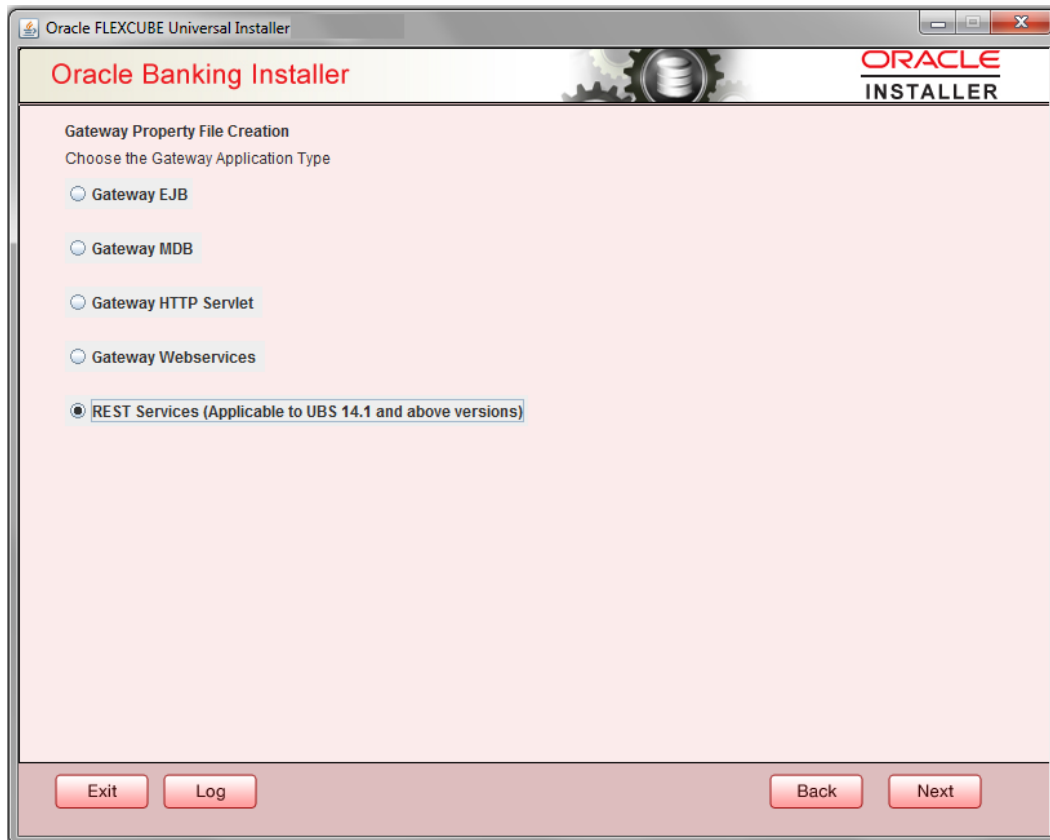 Oracle FLEXCUBE Universal Installer
Oracle Banking Installer
ORACLE
INSTALLER
Gateway Property File Creation
Choose the Gateway Application Type
Gateway EJB
Gateway MDB
Gateway HTTP Servlet
Gateway Webservices
REST Services (Applicable to UBS 14.1 and above versions)
Exit Log Back Next